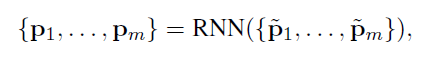 {p₁, . . . , pₘ} = RNN({p̃₁, . . . , p̃ₘ}),